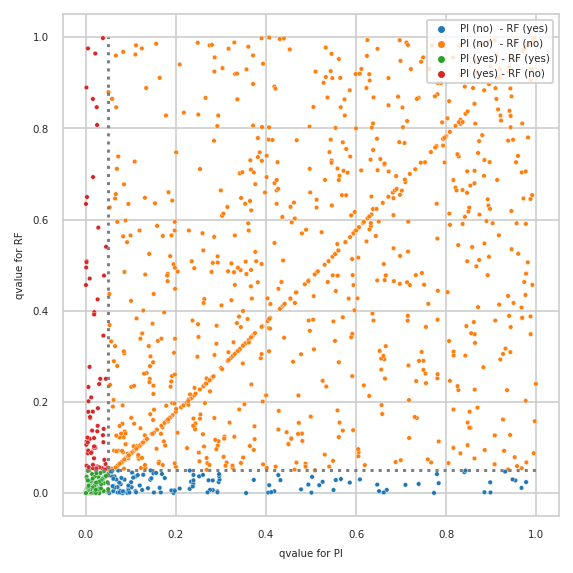 PI (no)  - RF (yes)
PI (no)  - RF (no)
PI (yes) - RF (yes)
PI (yes) - RF (no)
1.0
0.8
0.6
0.4
0.2
0.0
qvalue for RF
0.0 0.2 0.4 0.6 0.8 1.0
qvalue for PI